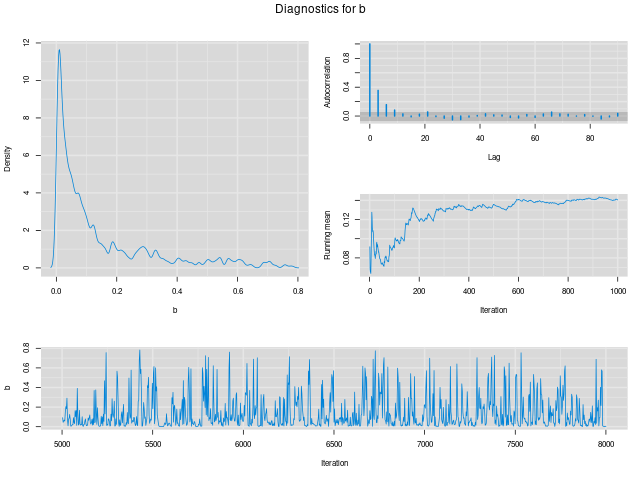 Diagnostics for b
Density
12
10
8
6
4
2
0
0.0 0.2 0.4 0.6 0.8
b
Autocorrelation
0.8
0.4
0.0
0 20 40 60 80
Lag
Running mean
0.12
0.08
0 200 400 600 800 1000
Iteration
b
0.8
0.6
0.4
0.2
0.0
5000 5500 6000 6500 7000 7500 8000
Iteration